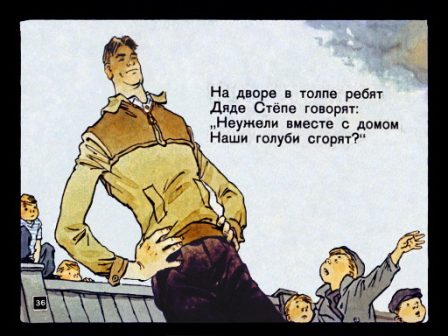 На дворе в толпе ребят
Дяде Стёпе говорят:
„Неужели вместе с домом
Наши голуби сгорят?“
36